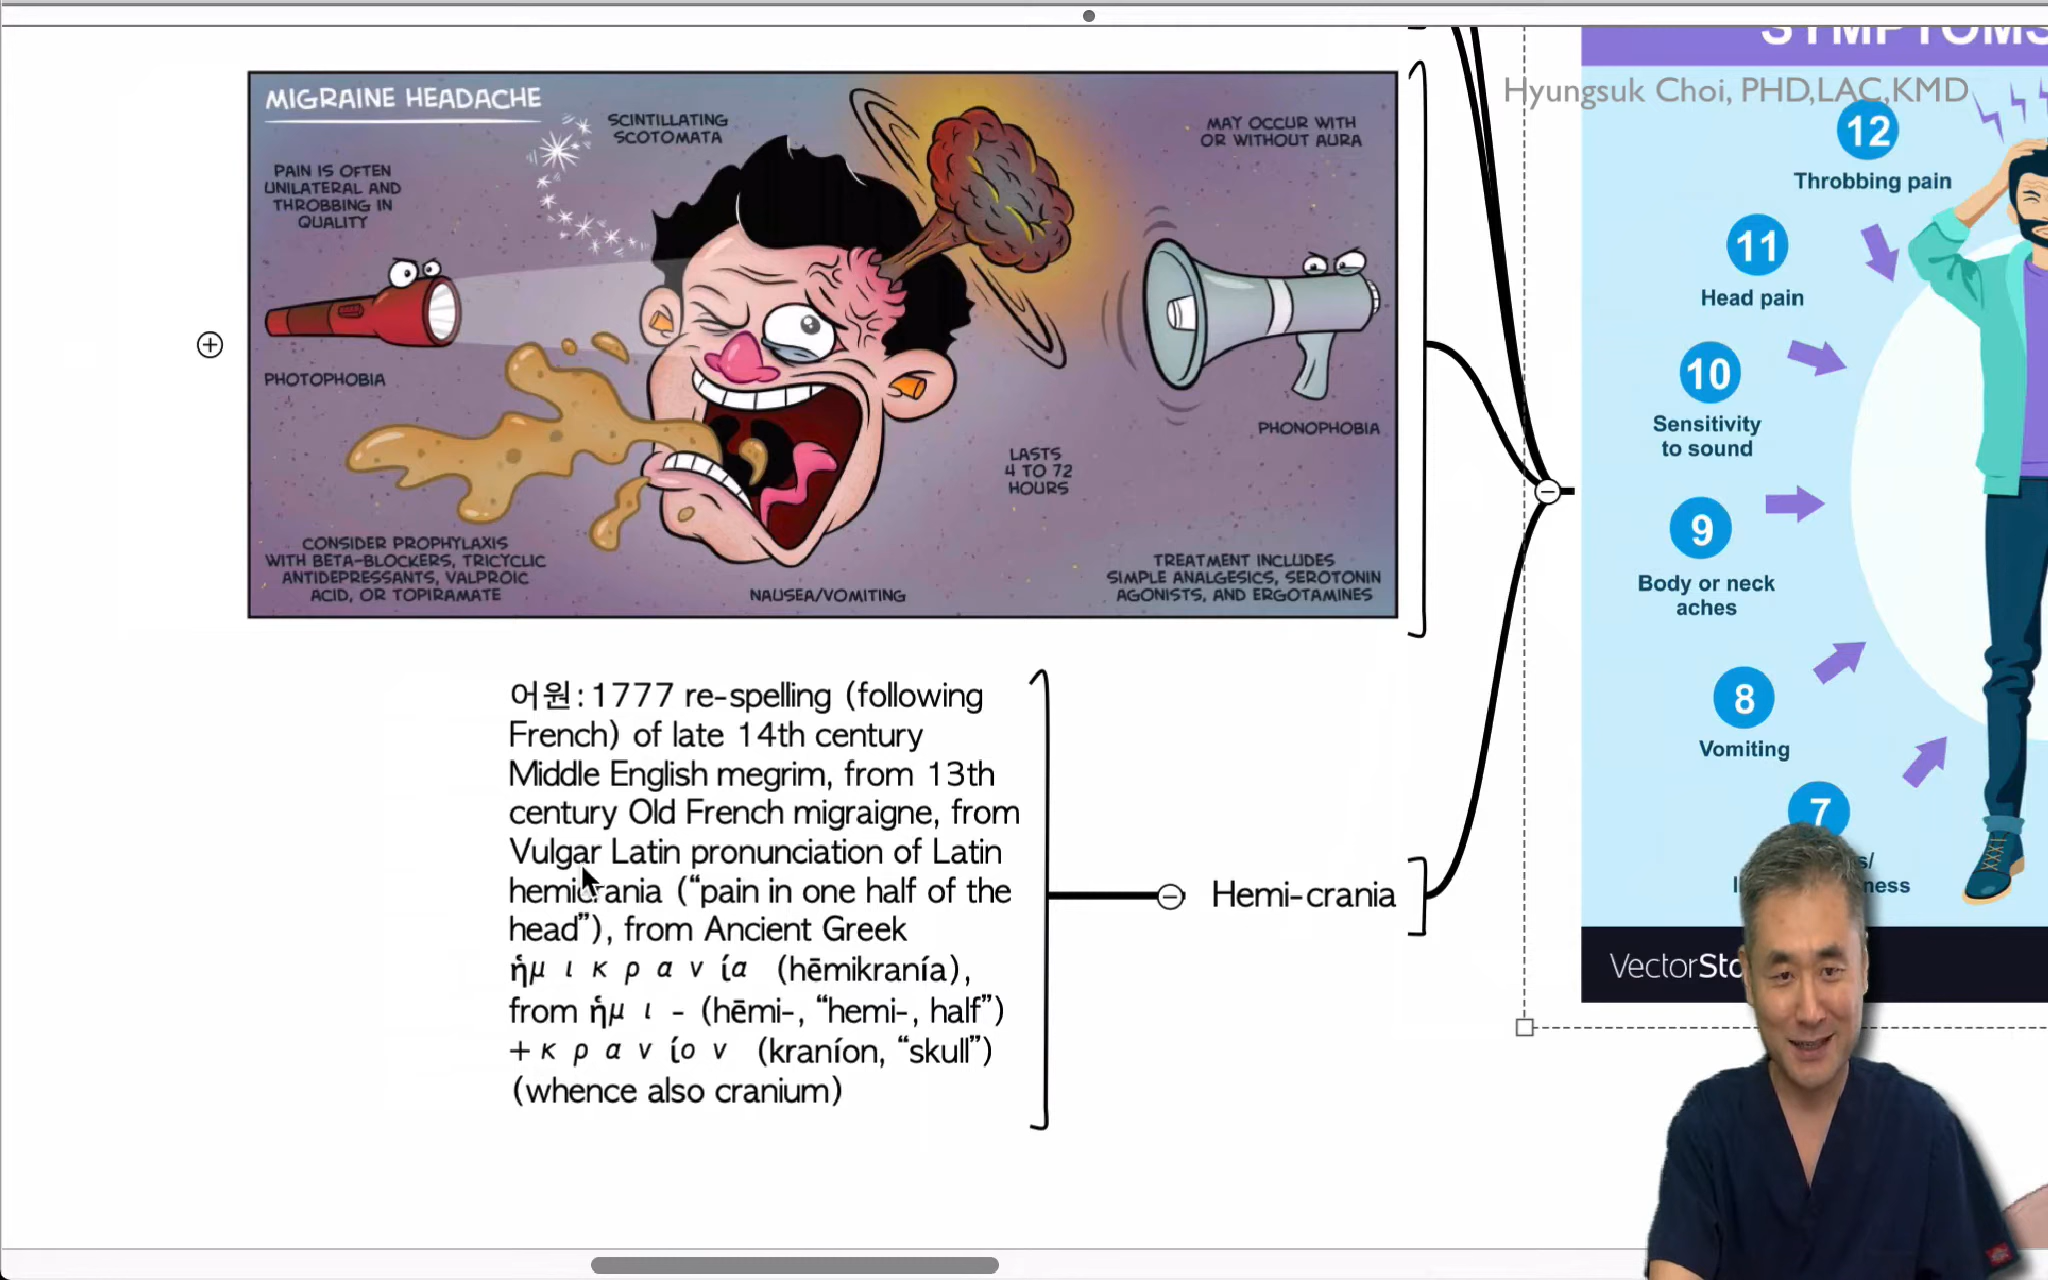 SYMPTOMS
Hyungsuk Choi, PHD,LAC,KMD
MIGRAINE HEADACHE
SCINTILLATING
SCOTOMATA
MAY OCCUR WITH
OR WITHOUT AURA
PAIN IS OFTEN
UNILATERAL AND
THROBBING IN
QUALITY
PHOTOPHOBIA
PHONOPHOBIA
LASTS
4 TO 72
HOURS
CONSIDER PROPHYLAXIS
WITH BETA-BLOCKERS, TRICYCLIC
ANTIDEPRESSANTS, VALPROIC
ACID, OR TOPIRAMATE
NAUSEA/VOMITING
TREATMENT INCLUDES
SIMPLE ANALGESICS, SEROTONIN
AGONISTS, AND ERGOTAMINES
12
Throbbing pain
11
Head pain
10
Sensitivity
to sound
9
Body or neck
aches
8
Vomiting
7
어원: 1777 re-spelling (following
French) of late 14th century
Middle English megrim, from 13th
century Old French migraigne, from
Vulgar Latin pronunciation of Latin
hemicrania (“pain in one half of the
head”), from Ancient Greek
ἡμικρανία (hēmikranía),
from ἡμι- (hēmi-, “hemi-, half”)
+κρανίον (kraníon, “skull”)
(whence also cranium)
Hemi-crania